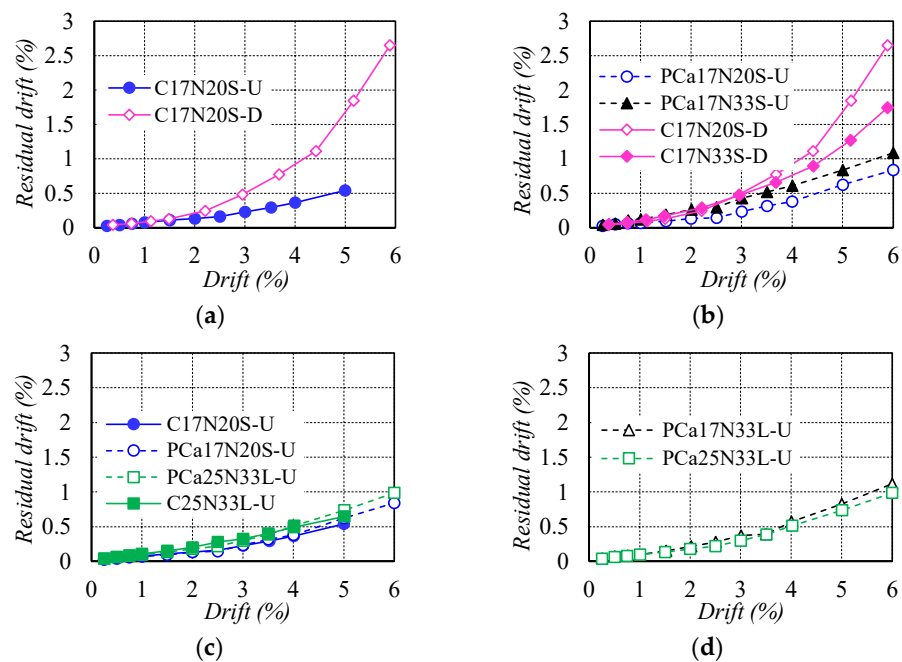 3
2.5
2
1.5
1
0.5
0
Residual drift (%)
C17N20S-U
C17N20S-D
0 1 2 3 4 5 6
Drift (%)
(a)
3
2.5
2
1.5
1
0.5
0
Residual drift (%)
PCa17N20S-U
PCa17N33S-U
C17N20S-D
C17N33S-D
0 1 2 3 4 5 6
Drift (%)
(b)
3
2.5
2
1.5
1
0.5
0
Residual drift (%)
C17N20S-U
PCa17N20S-U
PCa25N33L-U
C25N33L-U
0 1 2 3 4 5 6
Drift (%)
(c)
3
2.5
2
1.5
1
0.5
0
Residual drift (%)
PCa17N33L-U
PCa25N33L-U
0 1 2 3 4 5 6
Drift (%)
(d)